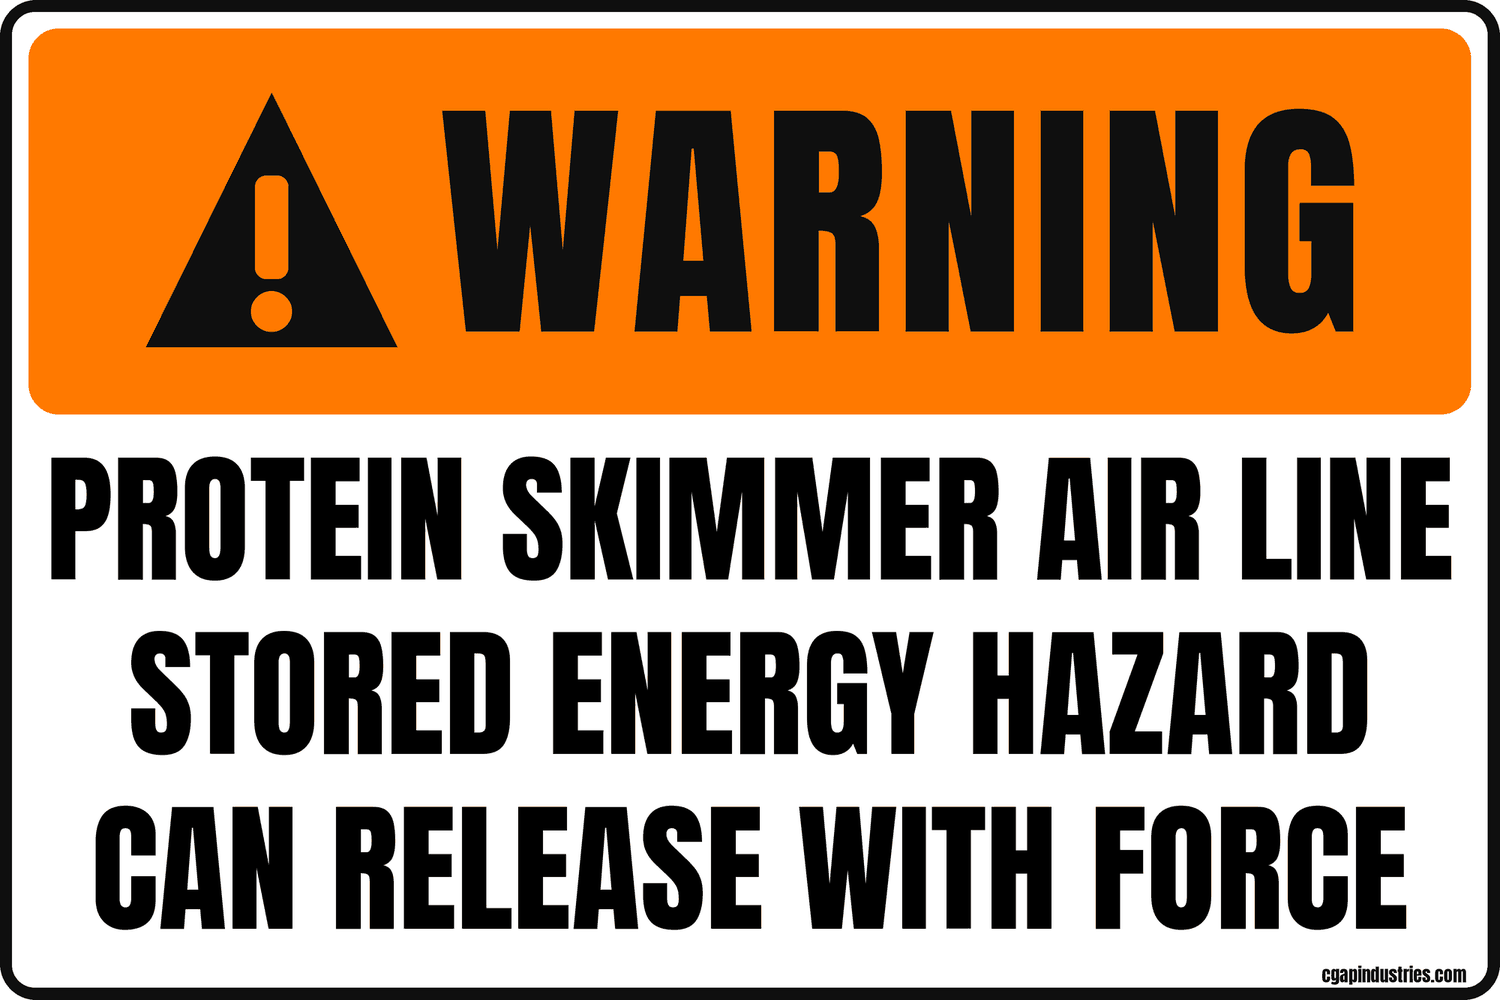 WARNING
PROTEIN SKIMMER AIR LINE
STORED ENERGY HAZARD
CAN RELEASE WITH FORCE
cgapindustries.com